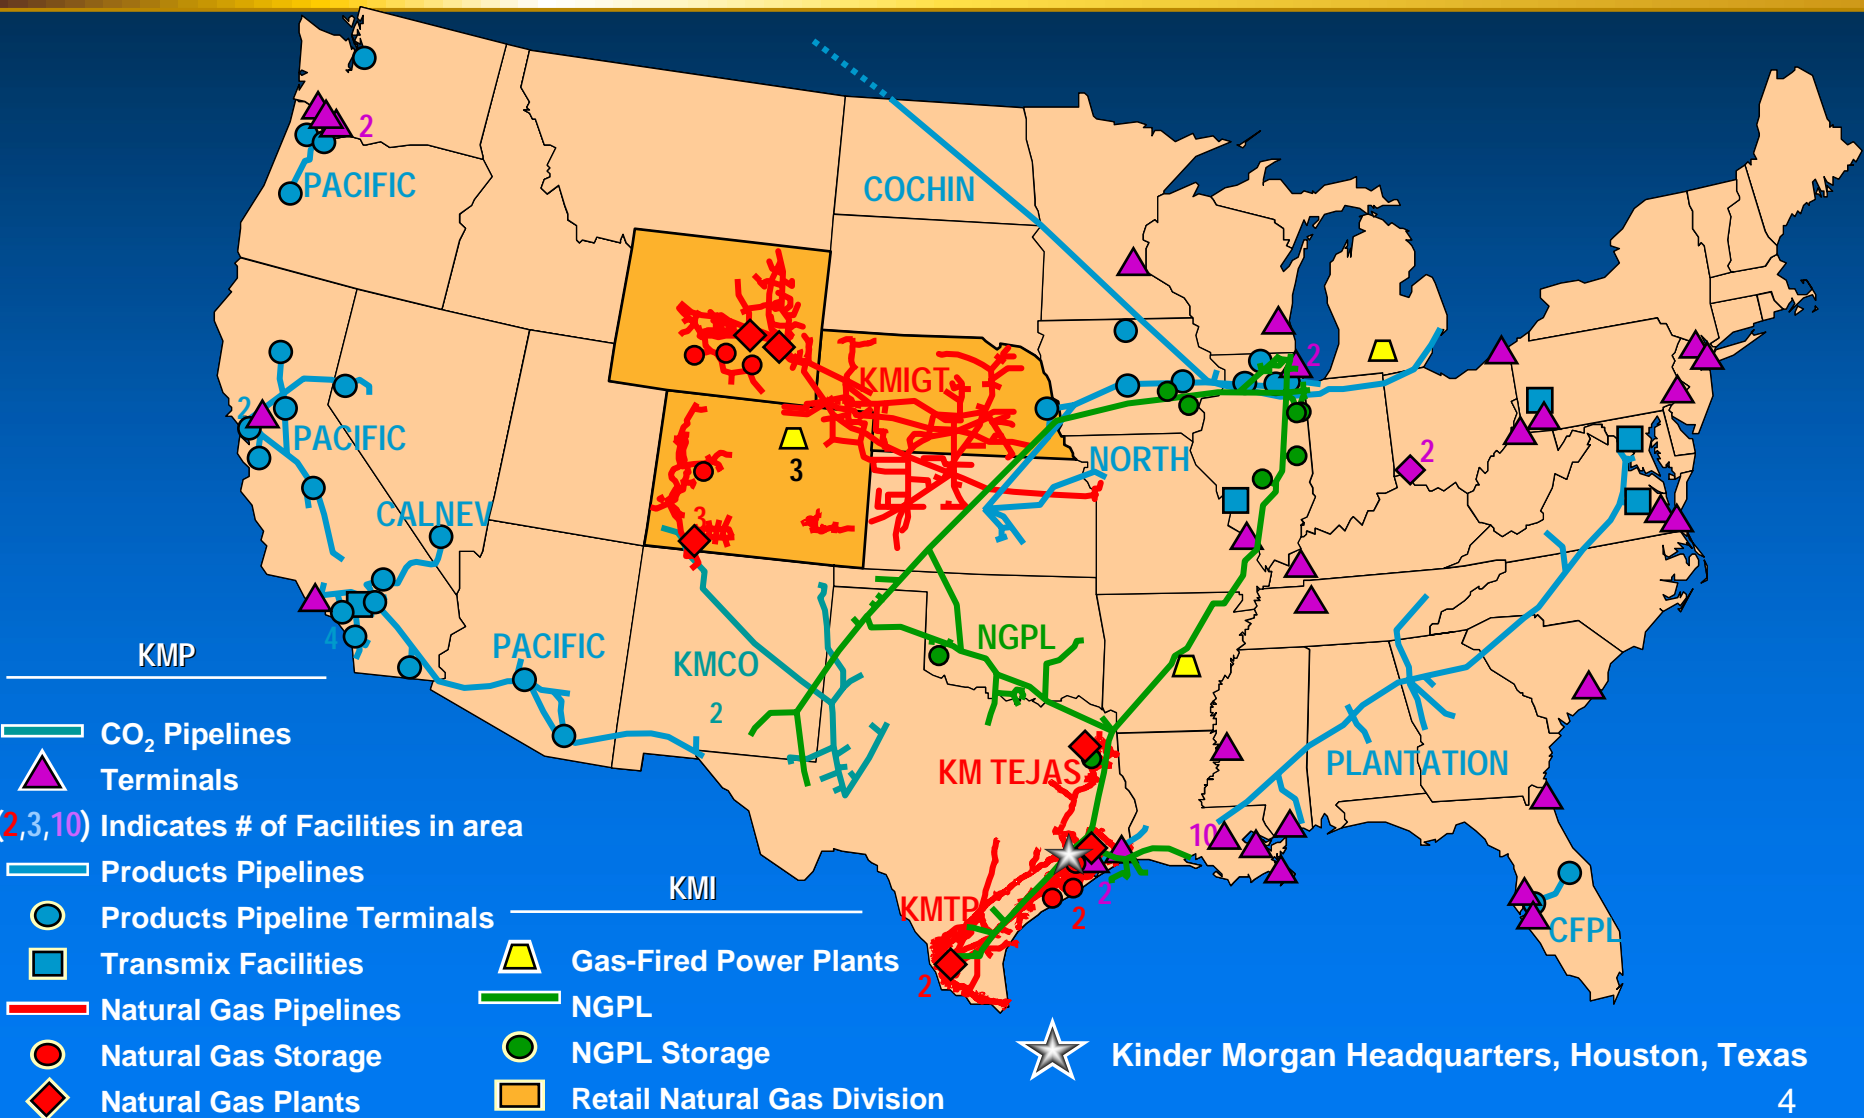 2
PACIFIC
COCHIN
2
KMIGT
2
PACIFIC
3
NORTH
2
CALNEV
3
4
PACIFIC
KMCO
2
NGPL
KM TEJAS
PLANTATION
10
2
KMTP
2
2
CFPL
KMP
CO2 Pipelines
Terminals
(2,3,10) Indicates # of Facilities in area
Products Pipelines
Products Pipeline Terminals
Transmix Facilities
Natural Gas Pipelines
Natural Gas Storage
Natural Gas Plants
KMI
Gas-Fired Power Plants
NGPL
NGPL Storage
Retail Natural Gas Division
Kinder Morgan Headquarters, Houston, Texas
4